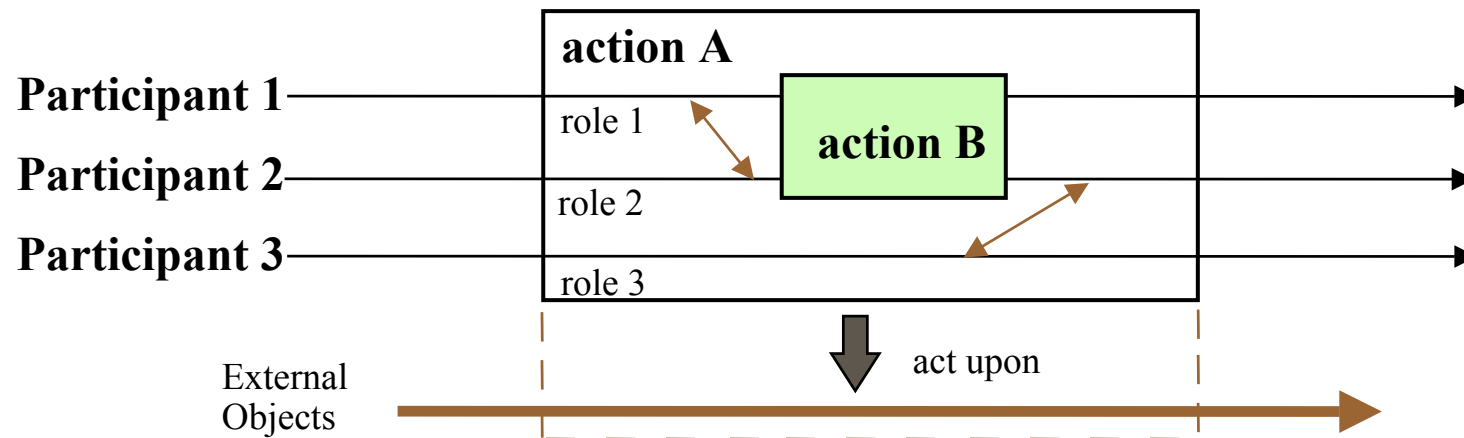 action A
Participant 1
role 1
action B
Participant 2
role 2
Participant 3
role 3
act upon
External
Objects